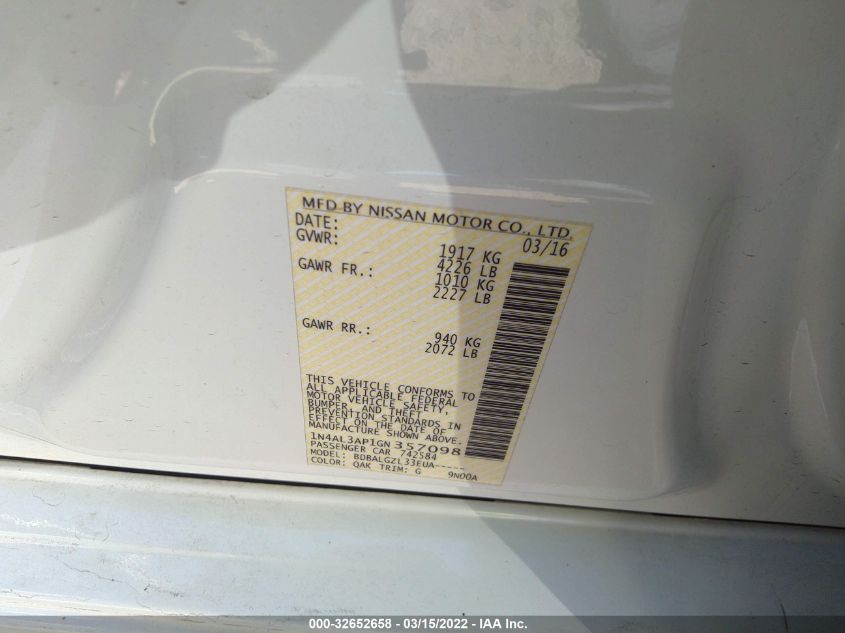 MFD BY NISSAN MOTOR CO., LTD.
DATE: 03/16
GVWR: 1917 KG
4226 LB
GAWR FR.: 1010 KG
2227 LB
GAWR RR.: 940 KG
2072 LB
THIS VEHICLE CONFORMS TO
ALL APPLICABLE FEDERAL
MOTOR VEHICLE SAFETY,
BUMPER, AND THEFT
PREVENTION STANDARDS IN
EFFECT ON THE DATE OF
MANUFACTURE SHOWN ABOVE.
1N4AL3AP1GN357098
PASSENGER CAR 742584
MODEL: BDBALGZL33EUA-----
COLOR: QAK TRIM: G 9N00A
000-32652658 - 03/15/2022 - IAA Inc.